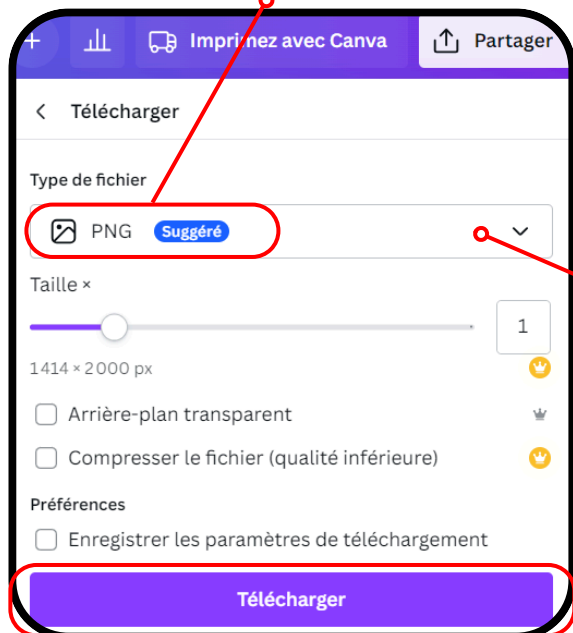 Imprimez avec Canva
Partager
Télécharger
Type de fichier
PNG Suggéré
Taille ×
1
1414 × 2000 px
Arrière-plan transparent
Compresser le fichier (qualité inférieure)
Préférences
Enregistrer les paramètres de téléchargement
Télécharger